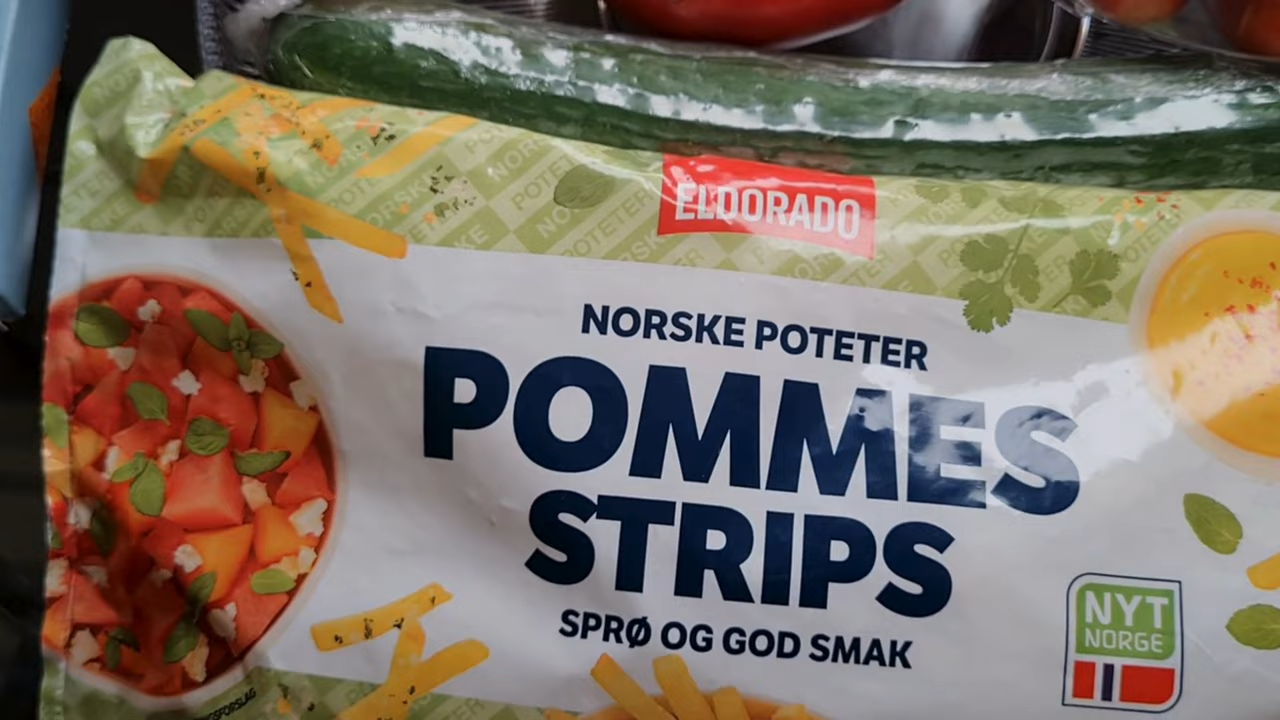 ELDORADO
NORSKE POTETER
POMMES
STRIPS
SPRØ OG GOD SMAK
NYT
NORGE